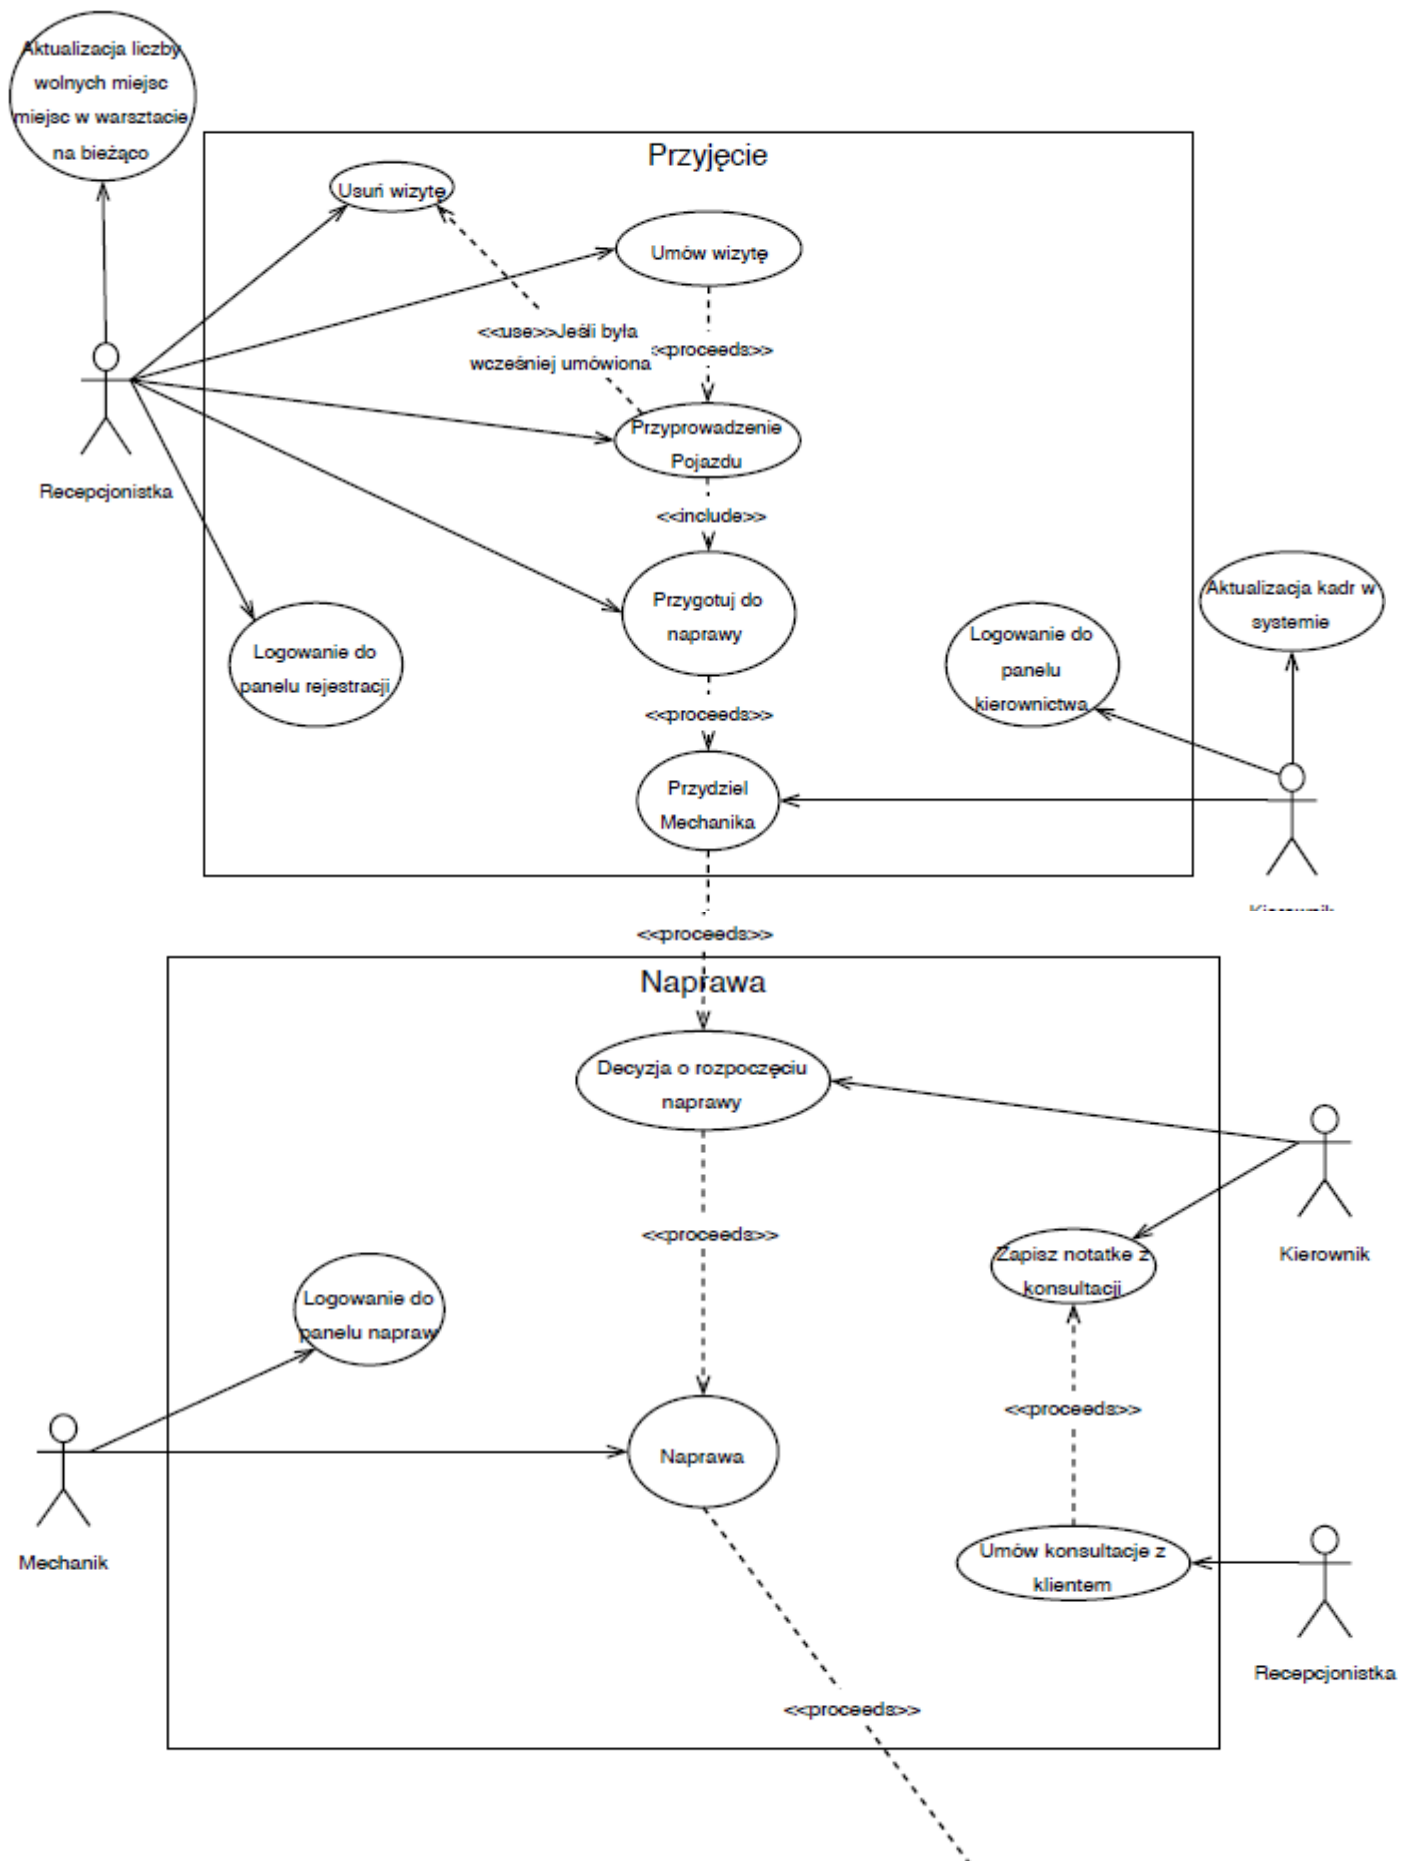 Aktualizacja liczby
wolnych miejsc
miejsc w warsztacie
na bieżąco
Przyjęcie
Usuń wizytę
Umów wizytę
<<use>>Jeśli była
wcześniej umówiona
<<proceeds>>
Przyprowadzenie
Pojazdu
Recepcjonistka
<<include>>
Przygotuj do
naprawy
Logowanie do
panelu rejestracji
Logowanie do
panelu
kierownictwa
Aktualizacja kadr w
systemie
<<proceeds>>
Przydziel
Mechanika
Kierownik
<<proceeds>>
Naprawa
Decyzja o rozpoczęciu
naprawy
<<proceeds>>
Zapisz notatke z
konsultacji
Kierownik
Logowanie do
panelu napraw
<<proceeds>>
Naprawa
Mechanik
Umów konsultacje z
klientem
Recepcjonistka
<<proceeds>>